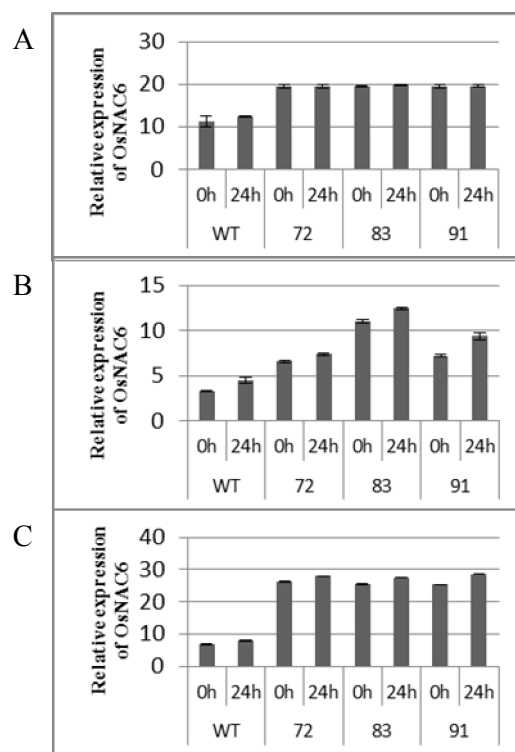 A
Relative expression
of OsNAC6
30
20
10
0
0h 24h 0h 24h 0h 24h 0h 24h
WT 72 83 91
B
Relative expression
of OsNAC6
15
10
5
0
0h 24h 0h 24h 0h 24h 0h 24h
WT 72 83 91
C
Relative expression
of OsNAC6
40
30
20
10
0
0h 24h 0h 24h 0h 24h 0h 24h
WT 72 83 91